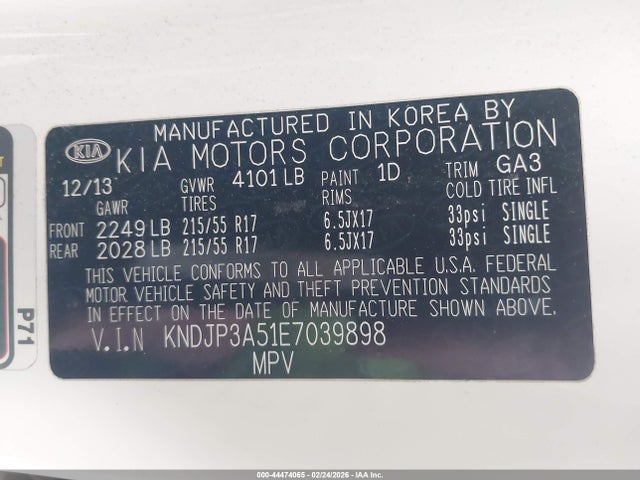 MANUFACTURED IN KOREA BY
KIA KIA MOTORS CORPORATION
12/13 GVWR 4101 LB PAINT 1D TRIM GA3
GAWR TIRES RIMS COLD TIRE INFL
FRONT 2249 LB 215/55 R17 6.5JX17 33psi SINGLE
REAR 2028 LB 215/55 R17 6.5JX17 33psi SINGLE
THIS VEHICLE CONFORMS TO ALL APPLICABLE U.S.A. FEDERAL
MOTOR VEHICLE SAFETY AND THEFT PREVENTION STANDARDS
IN EFFECT ON THE DATE OF MANUFACTURE SHOWN ABOVE.
V.I.N KNDJP3A51E7039898
MPV
P71
000-44474065 - 02/24/2026 - IAA Inc.